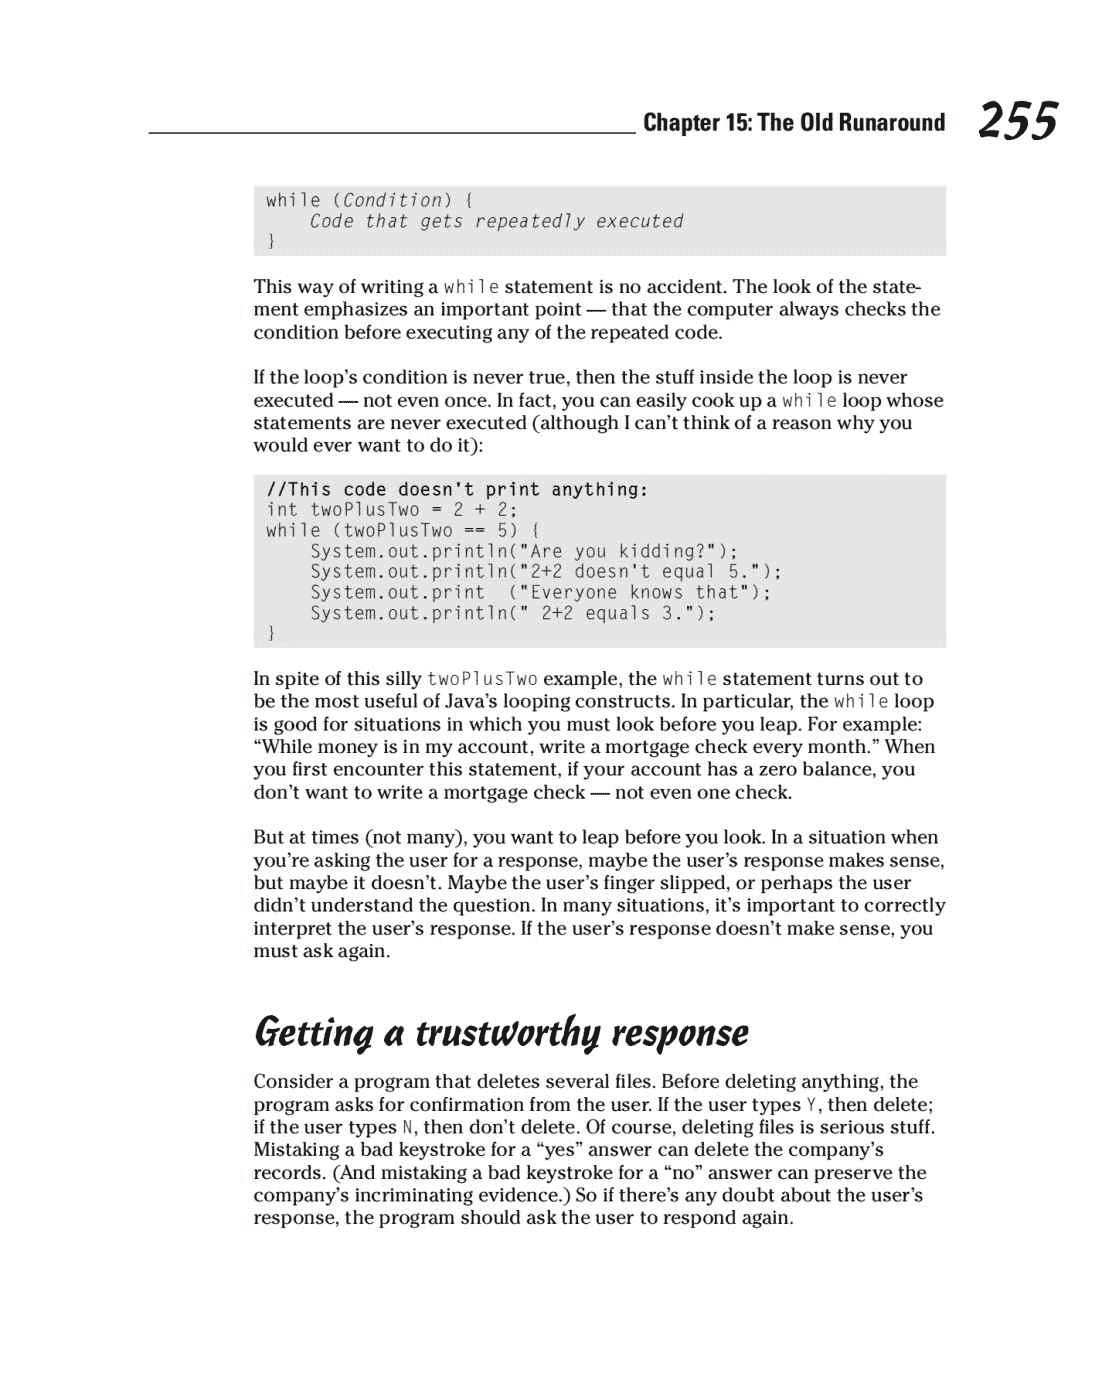 Chapter 15: The Old Runaround 255
while (Condition) {
    Code that gets repeatedly executed
}
This way of writing a while statement is no accident. The look of the state-
ment emphasizes an important point — that the computer always checks the
condition before executing any of the repeated code.
If the loop's condition is never true, then the stuff inside the loop is never
executed — not even once. In fact, you can easily cook up a while loop whose
statements are never executed (although I can't think of a reason why you
would ever want to do it):
//This code doesn't print anything:
int twoPlusTwo = 2 + 2;
while (twoPlusTwo == 5) {
    System.out.println("Are you kidding?");
    System.out.println("2+2 doesn't equal 5.");
    System.out.print  ("Everyone knows that");
    System.out.println(" 2+2 equals 3.");
}
In spite of this silly twoPlusTwo example, the while statement turns out to
be the most useful of Java's looping constructs. In particular, the while loop
is good for situations in which you must look before you leap. For example:
“While money is in my account, write a mortgage check every month.” When
you first encounter this statement, if your account has a zero balance, you
don't want to write a mortgage check — not even one check.
But at times (not many), you want to leap before you look. In a situation when
you're asking the user for a response, maybe the user's response makes sense,
but maybe it doesn't. Maybe the user's finger slipped, or perhaps the user
didn't understand the question. In many situations, it's important to correctly
interpret the user's response. If the user's response doesn't make sense, you
must ask again.
Getting a trustworthy response
Consider a program that deletes several files. Before deleting anything, the
program asks for confirmation from the user. If the user types Y, then delete;
if the user types N, then don't delete. Of course, deleting files is serious stuff.
Mistaking a bad keystroke for a “yes” answer can delete the company's
records. (And mistaking a bad keystroke for a “no” answer can preserve the
company's incriminating evidence.) So if there's any doubt about the user's
response, the program should ask the user to respond again.